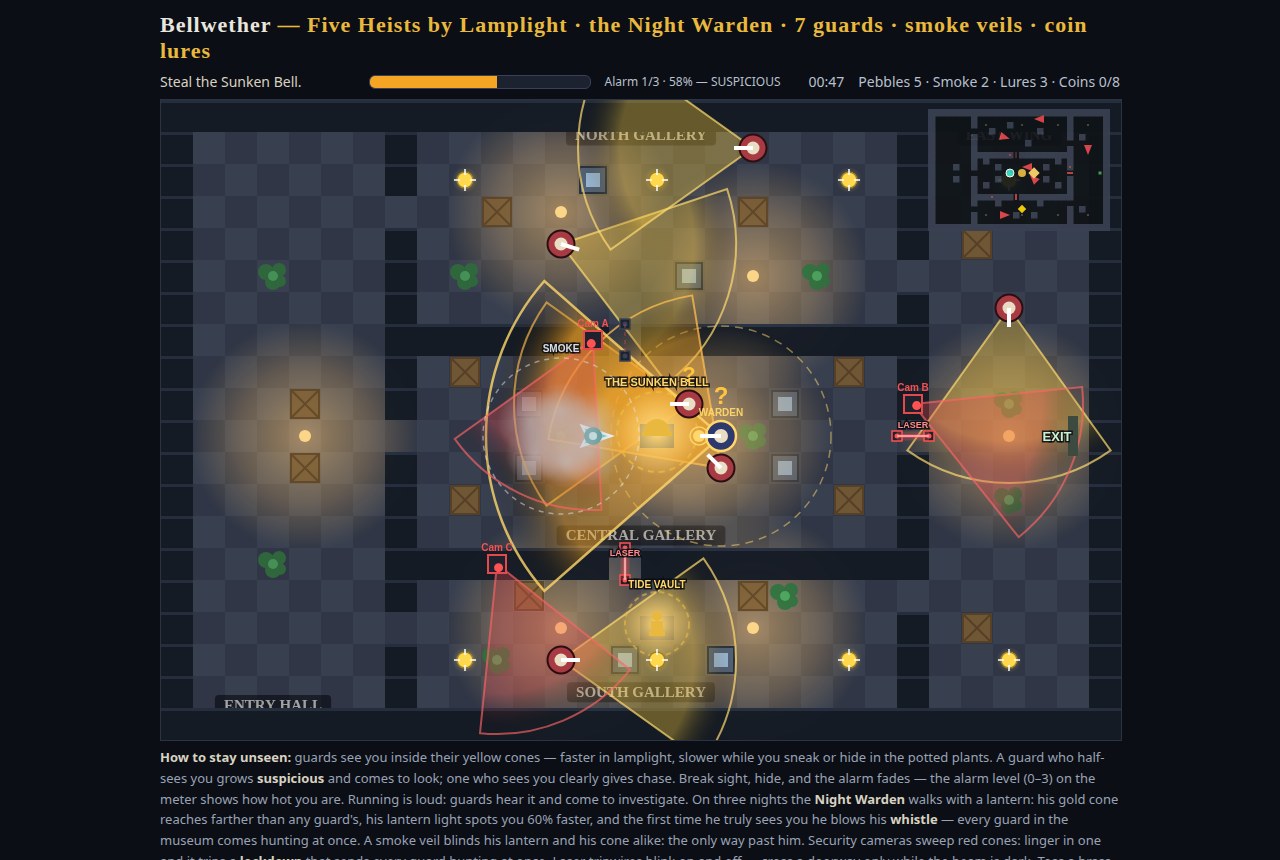 Bellwether — Five Heists by Lamplight · the Night Warden · 7 guards · smoke veils · coin
lures
Steal the Sunken Bell.
Alarm 1/3 · 58% — SUSPICIOUS
00:47
Pebbles 5 · Smoke 2 · Lures 3 · Coins 0/8
NORTH GALLERY
Cam A
SMOKE
THE SUNKEN BELL
?
?
WARDEN
Cam B
LASER
EXIT
CENTRAL GALLERY
Cam C
LASER
TIDE VAULT
SOUTH GALLERY
ENTRY HALL
How to stay unseen: guards see you inside their yellow cones — faster in lamplight, slower while you sneak or hide in the potted plants. A guard who half-
sees you grows suspicious and comes to look; one who sees you clearly gives chase. Break sight, hide, and the alarm fades — the alarm level (0–3) on the
meter shows how hot you are. Running is loud: guards hear it and come to investigate. On three nights the Night Warden walks with a lantern: his gold cone
reaches farther than any guard's, his lantern light spots you 60% faster, and the first time he truly sees you he blows his whistle — every guard in the
museum comes hunting at once. A smoke veil blinds his lantern and his cone alike: the only way past him. Security cameras sweep red cones: linger in one